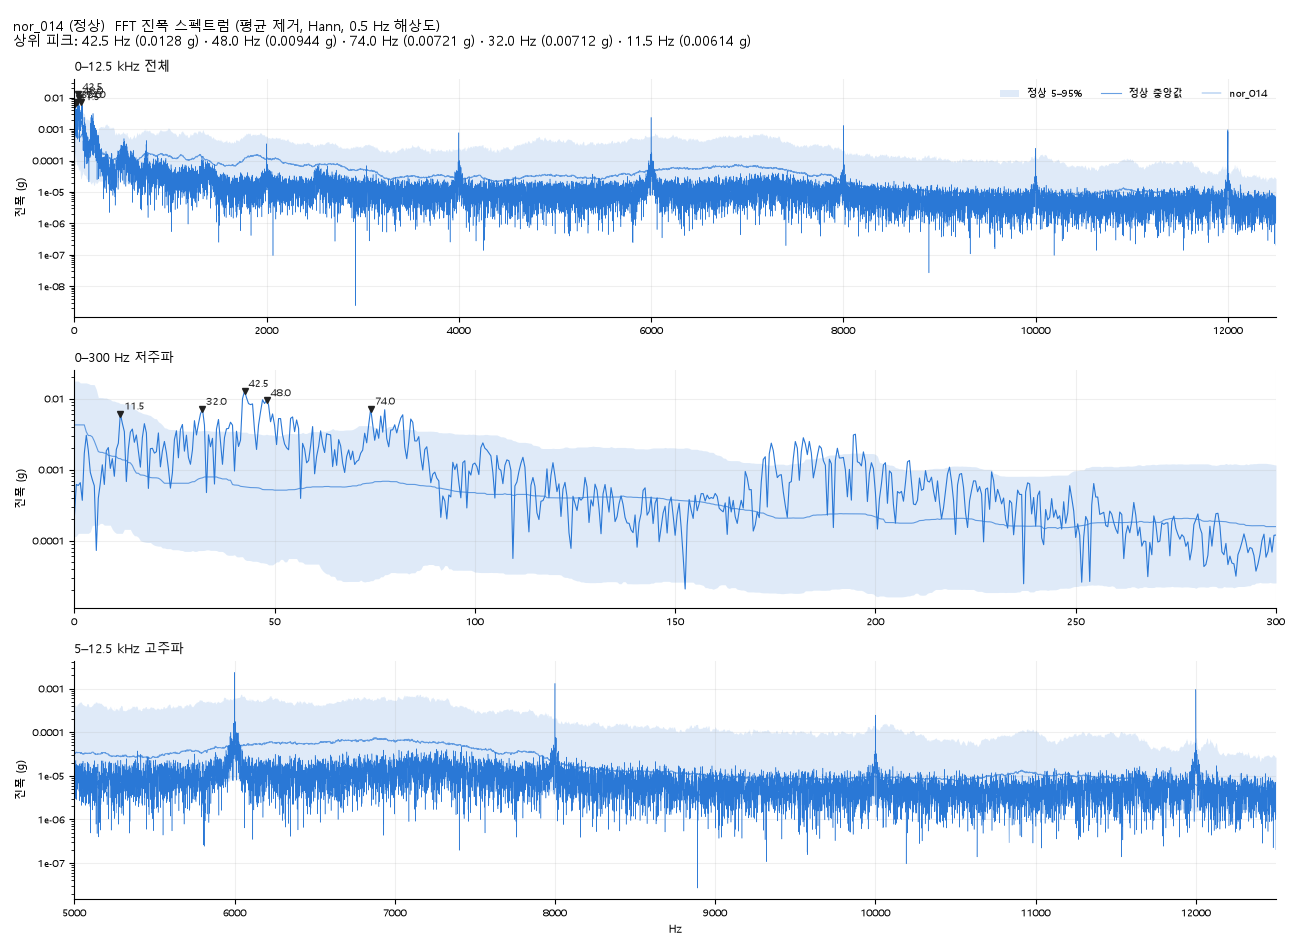 nor_014 (정상)  FFT 진폭 스펙트럼 (평균 제거, Hann, 0.5 Hz 해상도)
상위 피크: 42.5 Hz (0.0128 g) · 48.0 Hz (0.00944 g) · 74.0 Hz (0.00721 g) · 32.0 Hz (0.00712 g) · 11.5 Hz (0.00614 g)
0–12.5 kHz 전체
42.5
정상 5–95% 정상 중앙값 nor_014
0.01
0.001
0.0001
1e-05
1e-06
1e-07
1e-08
진폭 (g)
0 2000 4000 6000 8000 10000 12000
0–300 Hz 저주파
11.5 32.0 42.5 48.0 74.0
0.01
0.001
0.0001
진폭 (g)
0 50 100 150 200 250 300
5–12.5 kHz 고주파
0.001
0.0001
1e-05
1e-06
1e-07
진폭 (g)
5000 6000 7000 8000 9000 10000 11000 12000
Hz